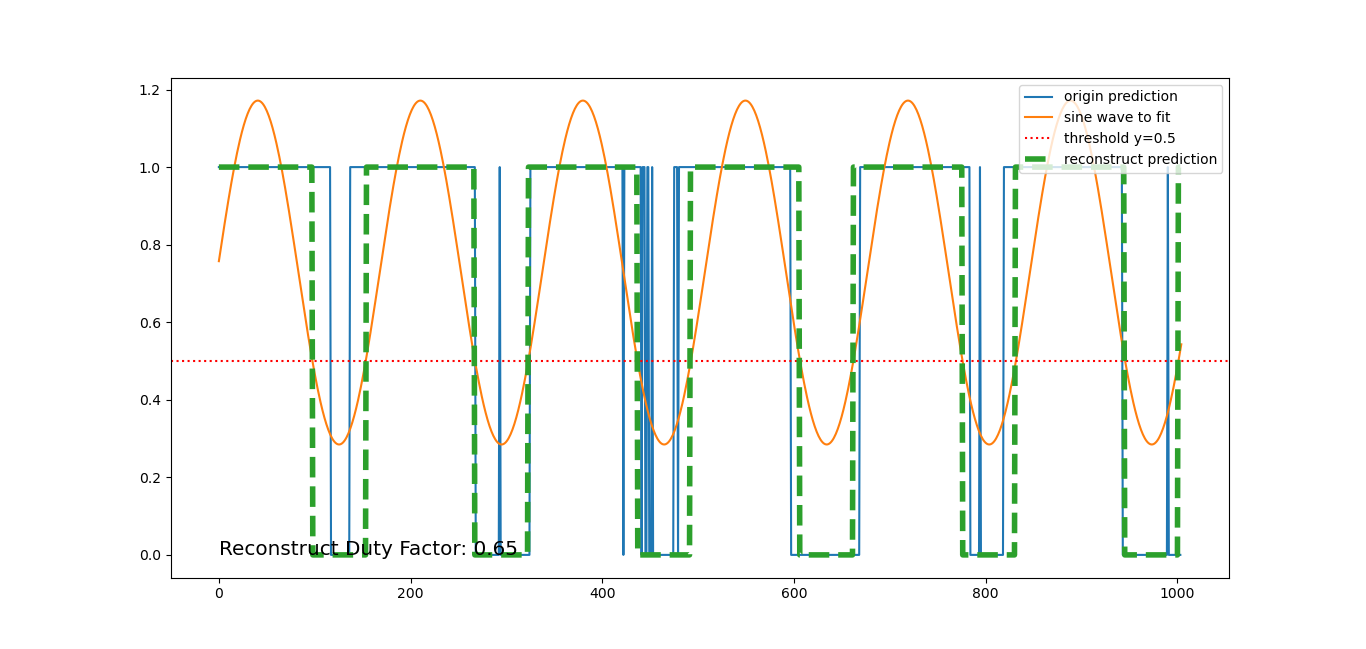 1.2
1.0
0.8
0.6
0.4
0.2
0.0
origin prediction
sine wave to fit
threshold y=0.5
reconstruct prediction
Reconstruct Duty Factor: 0.65
0 200 400 600 800 1000